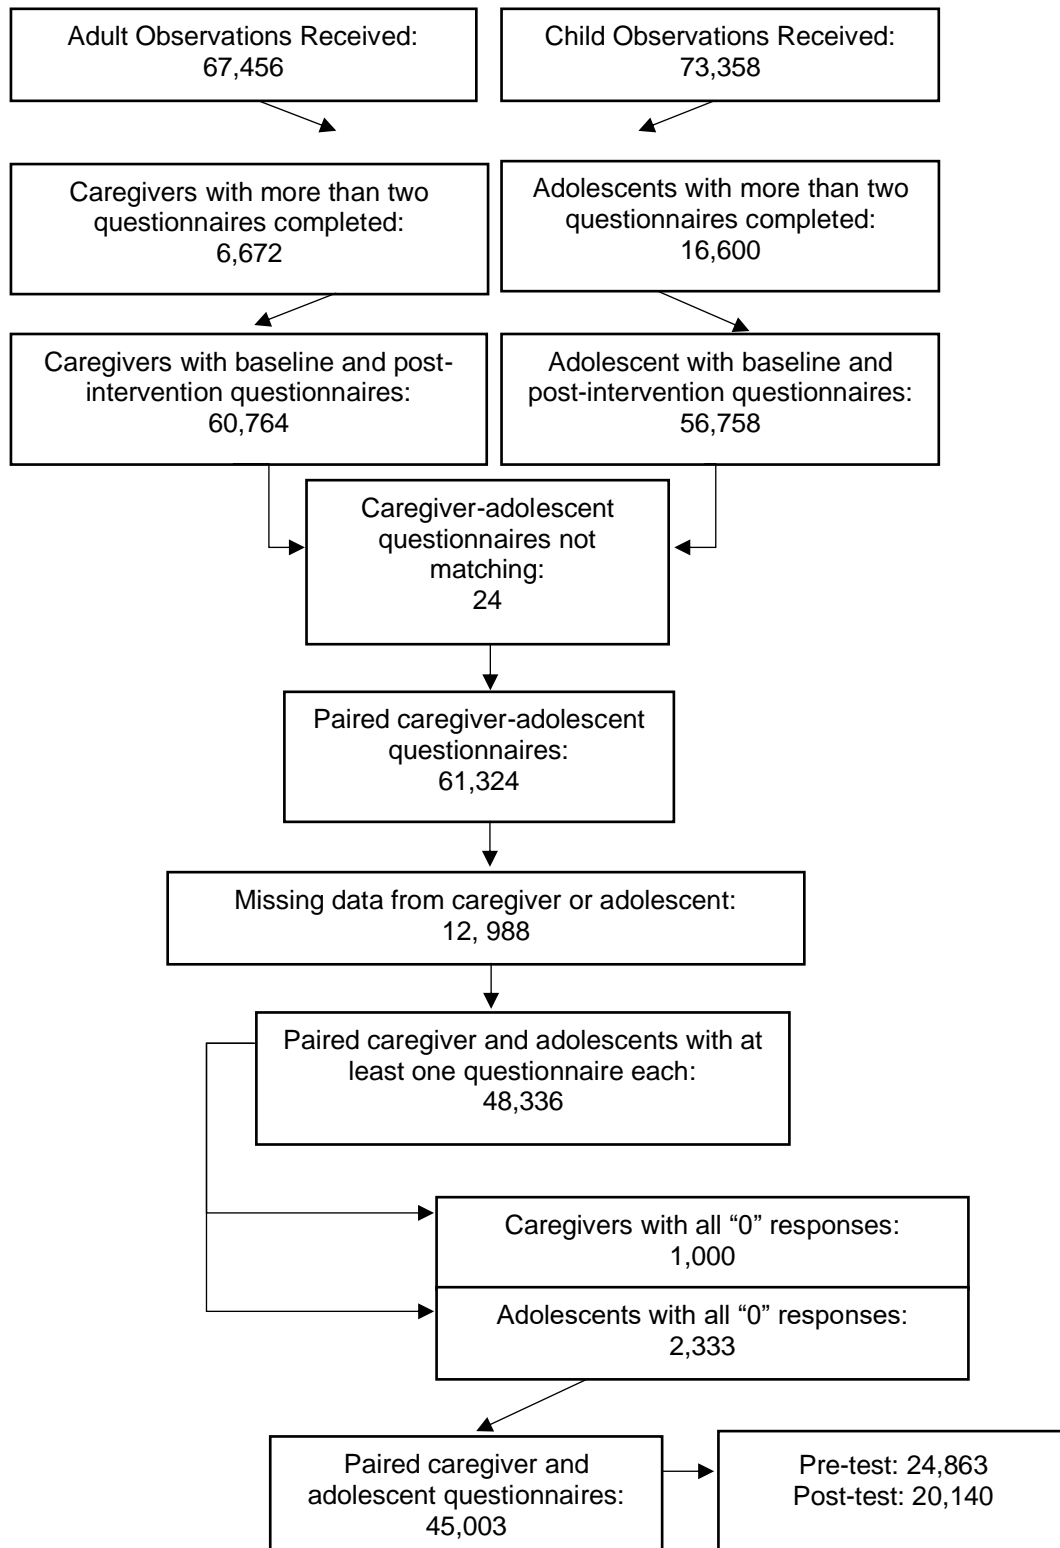 Adult Observations Received:
67,456
Child Observations Received:
73,358
Caregivers with more than two
questionnaires completed:
6,672
Adolescents with more than two
questionnaires completed:
16,600
Caregivers with baseline and post-
intervention questionnaires:
60,764
Adolescent with baseline and
post-intervention questionnaires:
56,758
Caregiver-adolescent
questionnaires not
matching:
24
Paired caregiver-adolescent
questionnaires:
61,324
Missing data from caregiver or adolescent:
12, 988
Paired caregiver and adolescents with at
least one questionnaire each:
48,336
Caregivers with all “0” responses:
1,000
Adolescents with all “0” responses:
2,333
Paired caregiver and
adolescent questionnaires:
45,003
Pre-test: 24,863
Post-test: 20,140